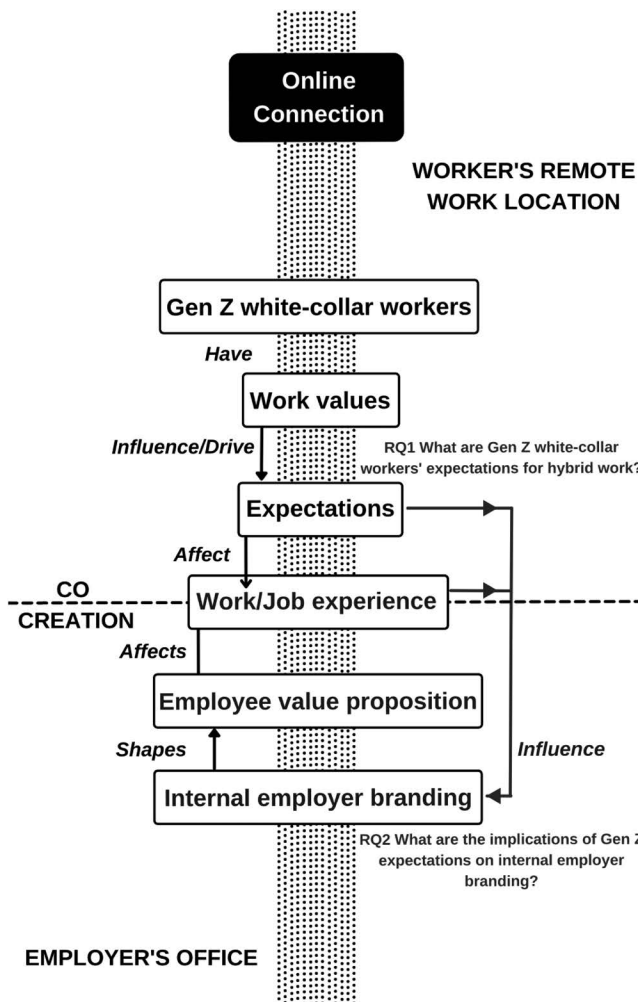 Online
Connection
WORKER'S REMOTE
WORK LOCATION
Gen Z white-collar workers
Have
Work values
Influence/Drive
RQ1 What are Gen Z white-collar
workers' expectations for hybrid work?
Expectations
Affect
CO
Work/Job experience
CREATION
Affects
Employee value proposition
Shapes
Influence
Internal employer branding
RQ2 What are the implications of Gen Z
expectations on internal employer
branding?
EMPLOYER'S OFFICE